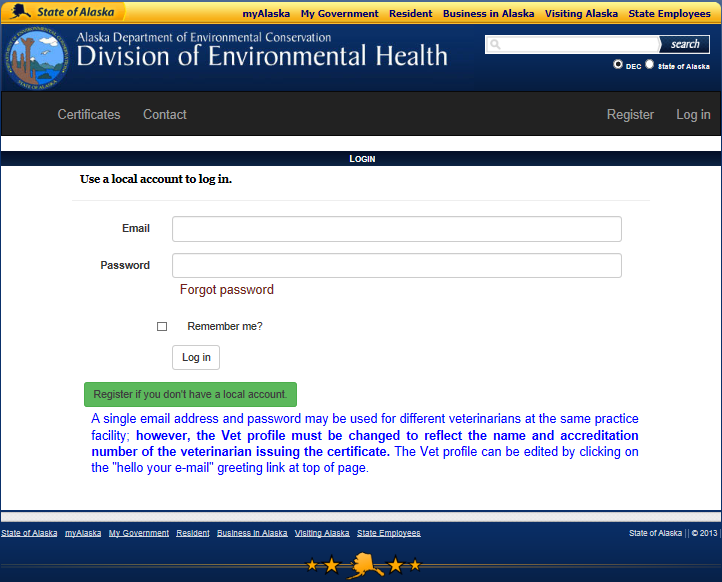 State of Alaska
myAlaska My Government Resident Business in Alaska Visiting Alaska State Employees
Alaska Department of Environmental Conservation
Division of Environmental Health
search
DEC State of Alaska
Certificates Contact Register Log in
LOGIN
Use a local account to log in.
Email
Password
Forgot password
Remember me?
Log in
Register if you don't have a local account.
A single email address and password may be used for different veterinarians at the same practice
facility; however, the Vet profile must be changed to reflect the name and accreditation
number of the veterinarian issuing the certificate. The Vet profile can be edited by clicking on
the "hello your e-mail" greeting link at top of page.
State of Alaska myAlaska My Government Resident Business in Alaska Visiting Alaska State Employees State of Alaska || © 2013 |